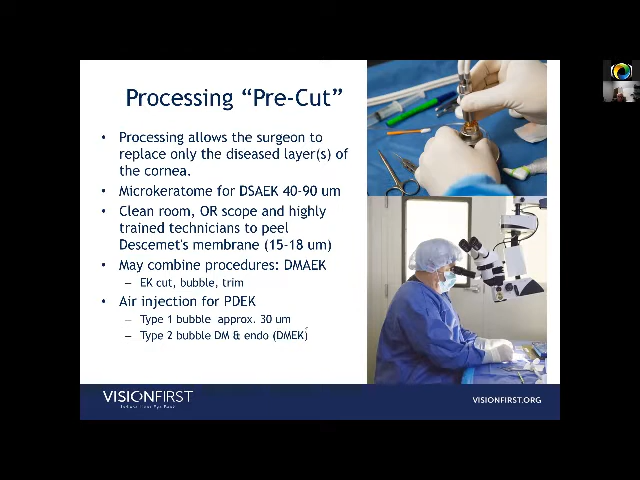 Processing “Pre-Cut”
• Processing allows the surgeon to
replace only the diseased layer(s) of
the cornea.
• Microkeratome for DSAEK 40-90 um
• Clean room, OR scope and highly
trained technicians to peel
Descemet's membrane (15-18 um)
• May combine procedures: DMAEK
– EK cut, bubble, trim
• Air injection for PDEK
– Type 1 bubble approx. 30 um
– Type 2 bubble DM & endo (DMEK)
VISIONFIRST
VISIONFIRST.ORG